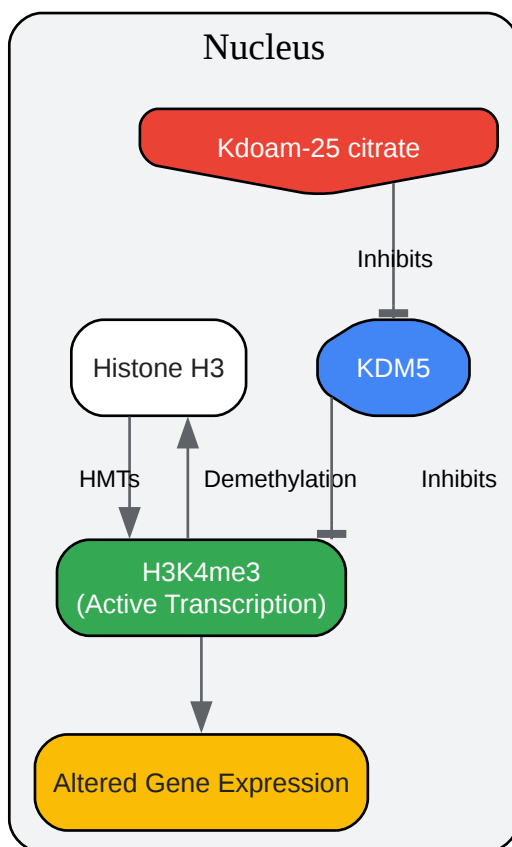 Nucleus
Kdoam-25 citrate
Inhibits
Histone H3
KDM5
HMTs
Demethylation
Inhibits
H3K4me3
(Active Transcription)
Altered Gene Expression